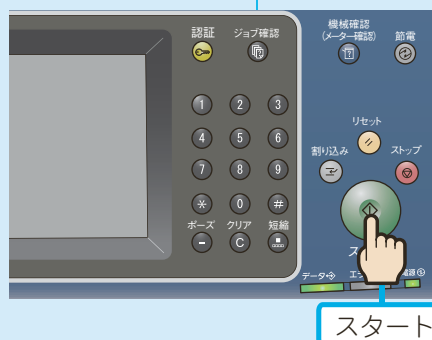 認証 ジョブ確認
機械確認
(メーター確認) 節電
1 2 3
リセット
4 5 6
割り込み ストップ
7 8 9
* 0 #
ポーズ クリア 短縮
- C
データ
スタート